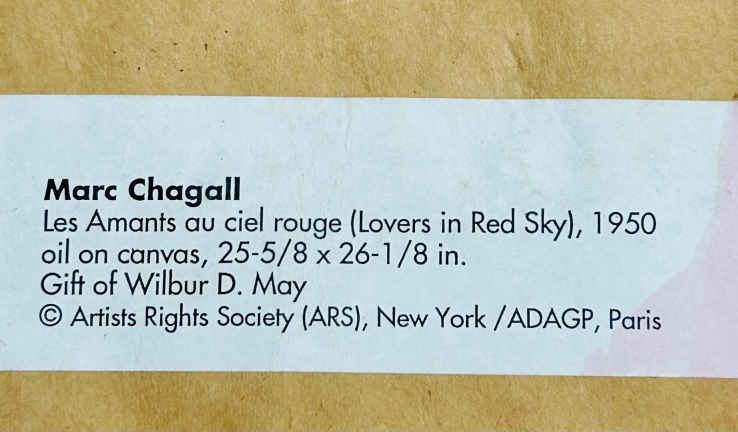 Marc Chagall
Les Amants au ciel rouge (Lovers in Red Sky), 1950
oil on canvas, 25-5/8 x 26-1/8 in.
Gift of Wilbur D. May
© Artists Rights Society (ARS), New York /ADAGP, Paris